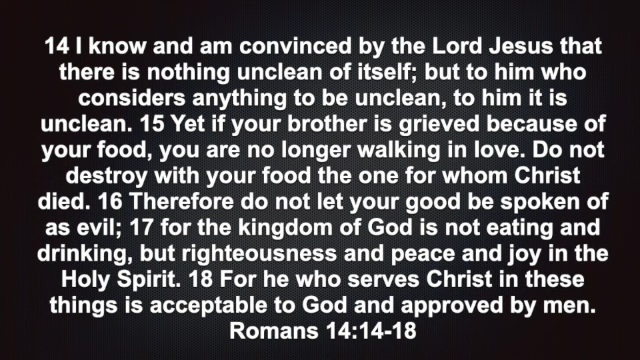 14 I know and am convinced by the Lord Jesus that
there is nothing unclean of itself; but to him who
considers anything to be unclean, to him it is
unclean. 15 Yet if your brother is grieved because of
your food, you are no longer walking in love. Do not
destroy with your food the one for whom Christ
died. 16 Therefore do not let your good be spoken of
as evil; 17 for the kingdom of God is not eating and
drinking, but righteousness and peace and joy in the
Holy Spirit. 18 For he who serves Christ in these
things is acceptable to God and approved by men.
Romans 14:14-18